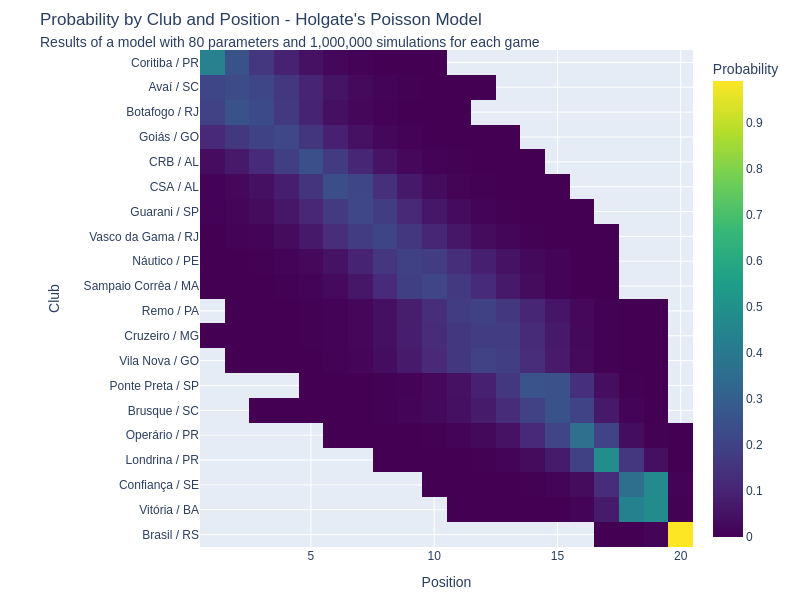 Probability by Club and Position - Holgate's Poisson Model
Results of a model with 80 parameters and 1,000,000 simulations for each game
Probability
Coritiba / PR
Avaí / SC
Botafogo / RJ
Goiás / GO
CRB / AL
CSA / AL
Guarani / SP
Vasco da Gama / RJ
Náutico / PE
Sampaio Corrêa / MA
Remo / PA
Cruzeiro / MG
Vila Nova / GO
Ponte Preta / SP
Brusque / SC
Operário / PR
Londrina / PR
Confiança / SE
Vitória / BA
Brasil / RS
Club
5
10
15
20
Position
0.9
0.8
0.7
0.6
0.5
0.4
0.3
0.2
0.1
0